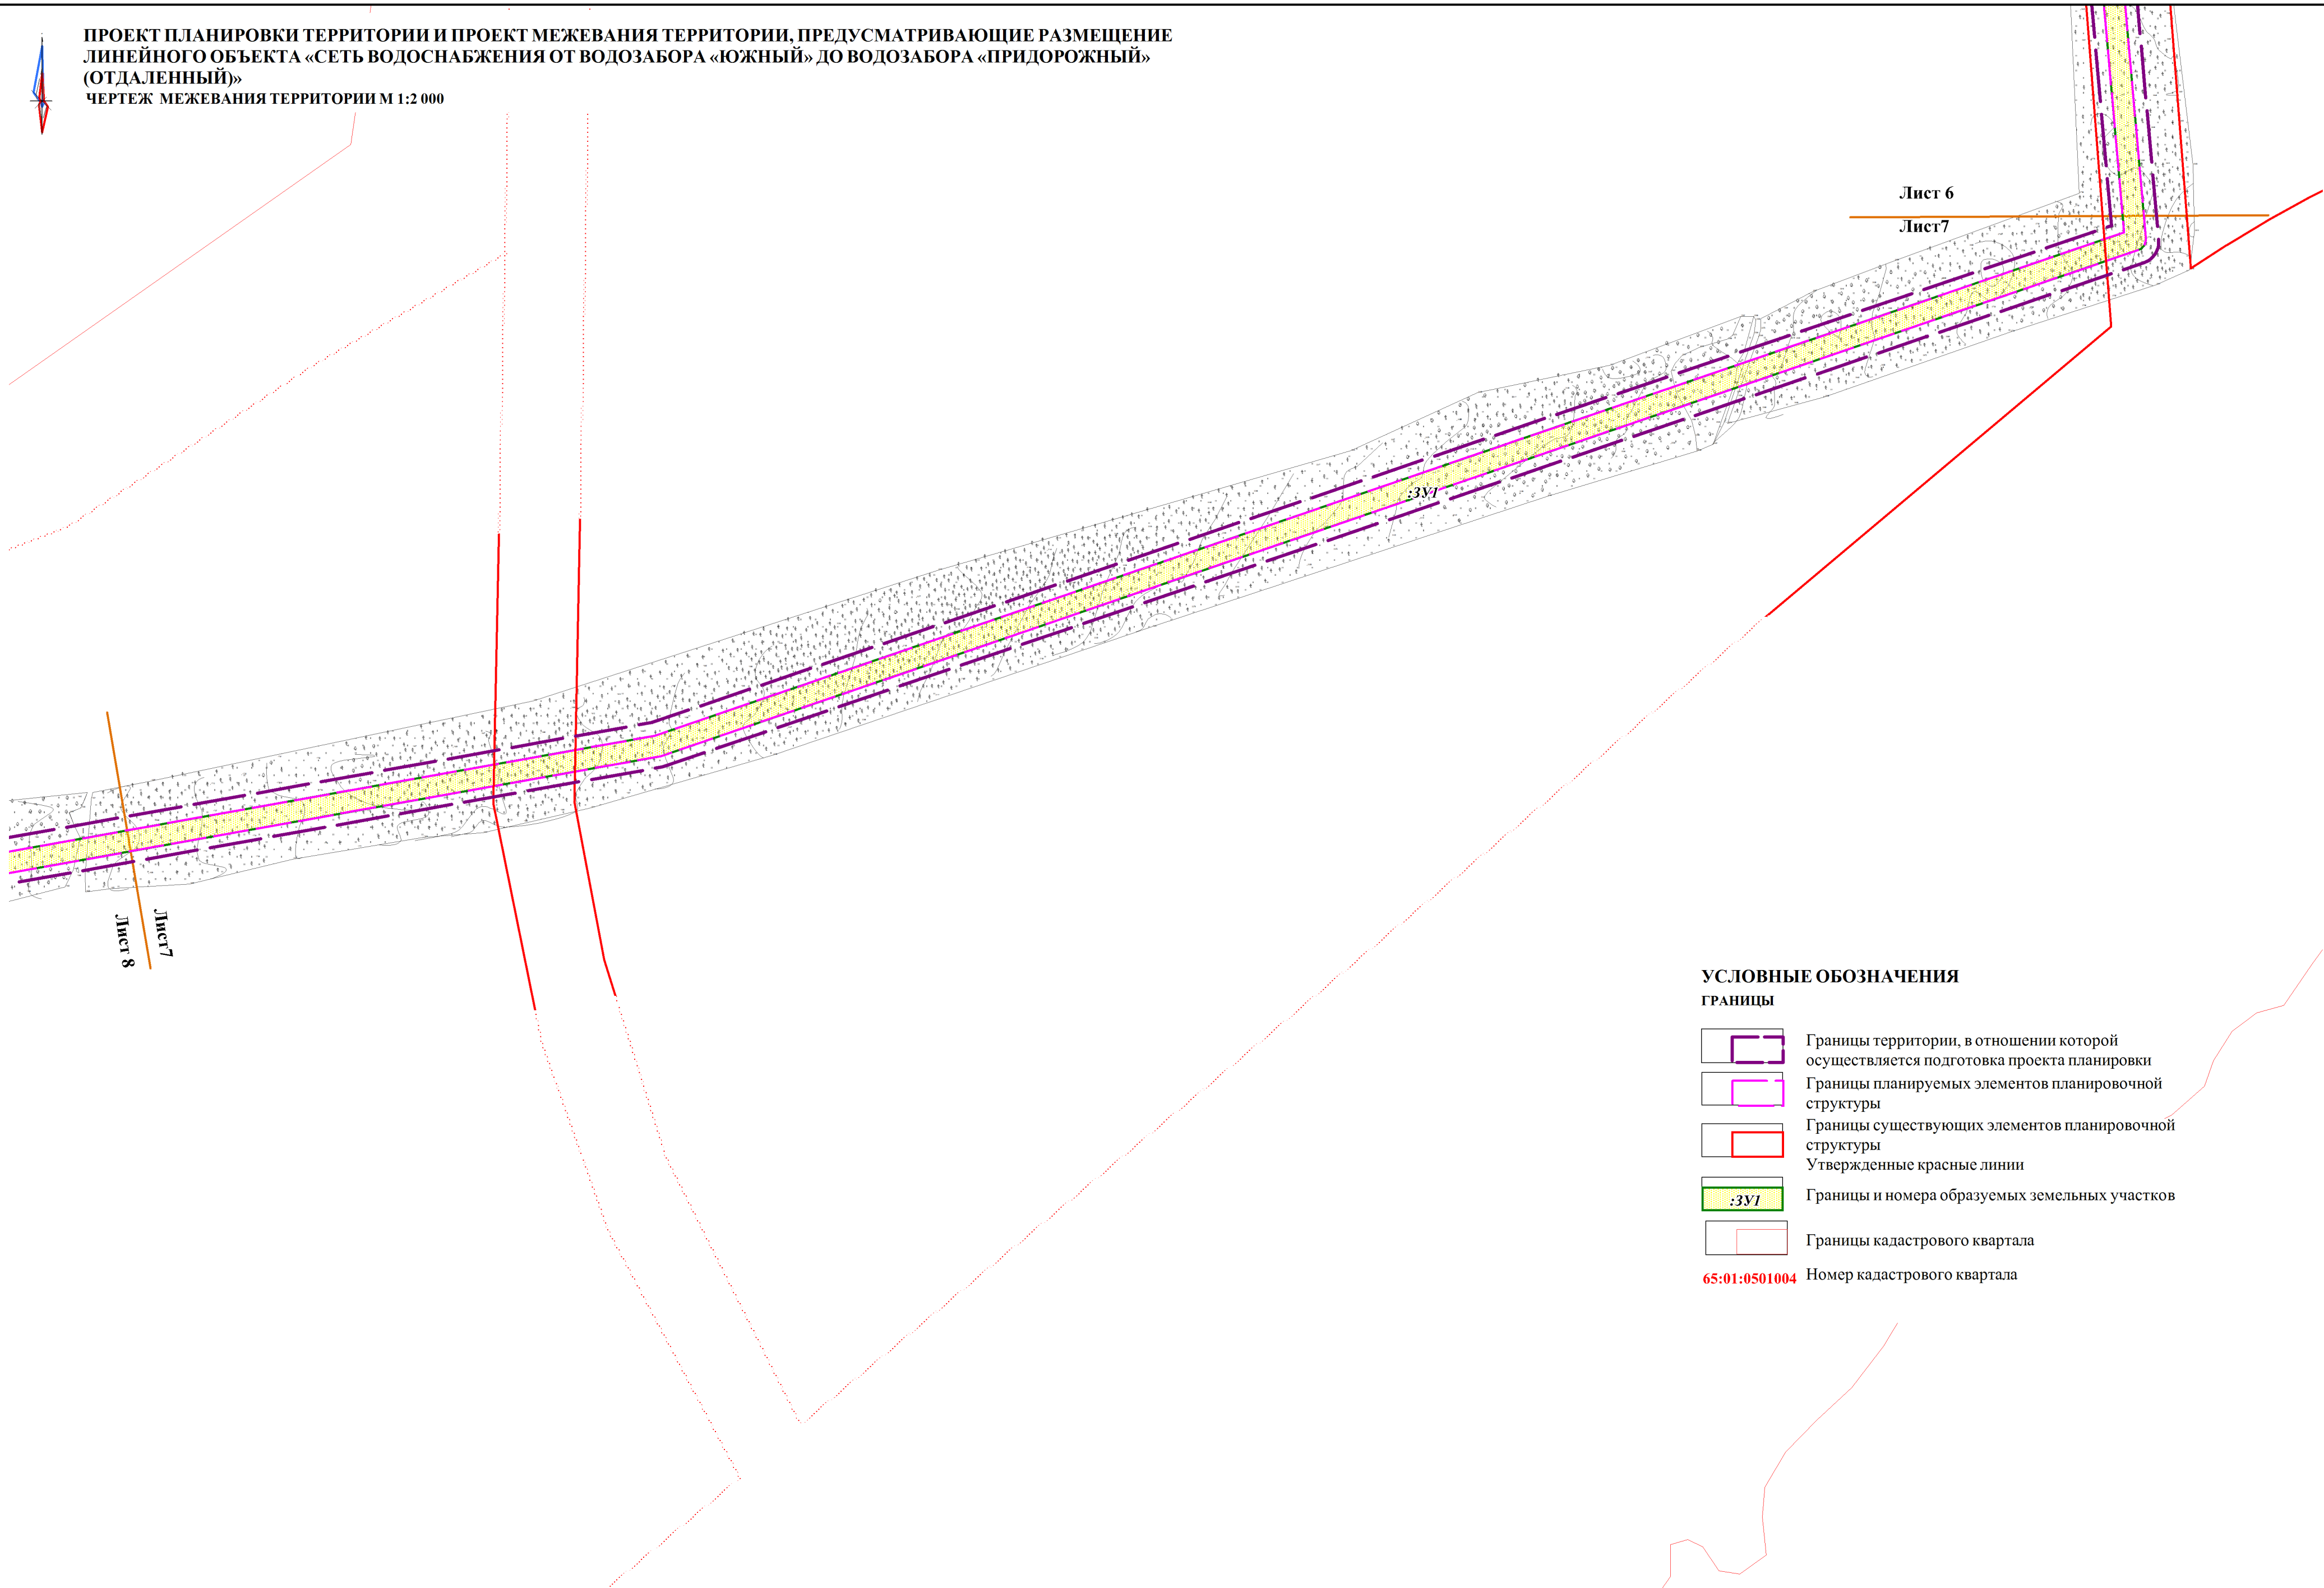 ПРОЕКТ ПЛАНИРОВКИ ТЕРРИТОРИИ И ПРОЕКТ МЕЖЕВАНИЯ ТЕРРИТОРИИ, ПРЕДУСМАТРИВАЮЩИЕ РАЗМЕЩЕНИЕ
ЛИНЕЙНОГО ОБЪЕКТА «СЕТЬ ВОДОСНАБЖЕНИЯ ОТ ВОДОЗАБОРА «ЮЖНЫЙ» ДО ВОДОЗАБОРА «ПРИДОРОЖНЫЙ»
(ОТДАЛЕННЫЙ)»
ЧЕРТЕЖ МЕЖЕВАНИЯ ТЕРРИТОРИИ М 1:2 000
Лист 6
Лист7
:ЗУ1
Лист7
Лист 8
УСЛОВНЫЕ ОБОЗНАЧЕНИЯ
ГРАНИЦЫ
Границы территории, в отношении которой
осуществляется подготовка проекта планировки
Границы планируемых элементов планировочной
структуры
Границы существующих элементов планировочной
структуры
Утвержденные красные линии
:ЗУ1 Границы и номера образуемых земельных участков
Границы кадастрового квартала
65:01:0501004 Номер кадастрового квартала